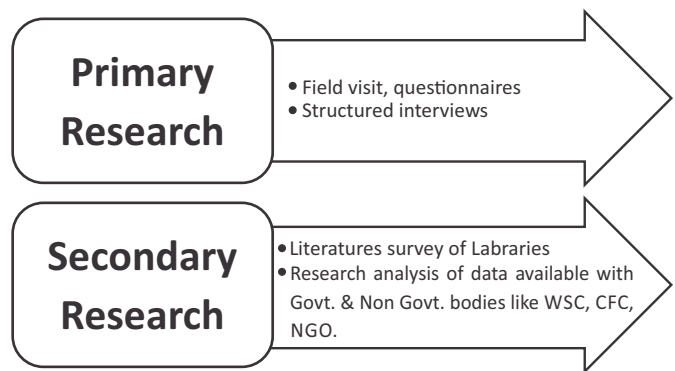 Primary
Research
• Field visit, questionnaires
• Structured interviews
Secondary
Research
• Literatures survey of Labraries
• Research analysis of data available with
Govt. & Non Govt. bodies like WSC, CFC,
NGO.